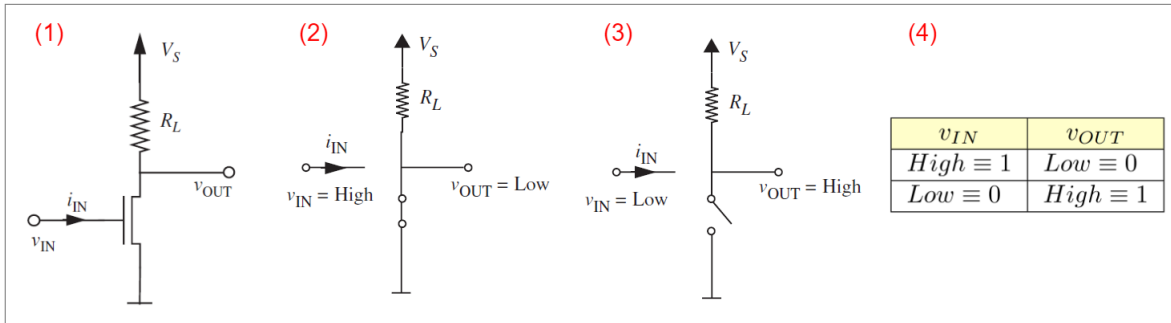 (1)
V_S
R_L
v_OUT
i_IN
v_IN
(2)
V_S
R_L
i_IN
v_IN = High
v_OUT = Low
(3)
V_S
R_L
i_IN
v_IN = Low
v_OUT = High
(4)
v_IN v_OUT
High ≡ 1 Low ≡ 0
Low ≡ 0 High ≡ 1